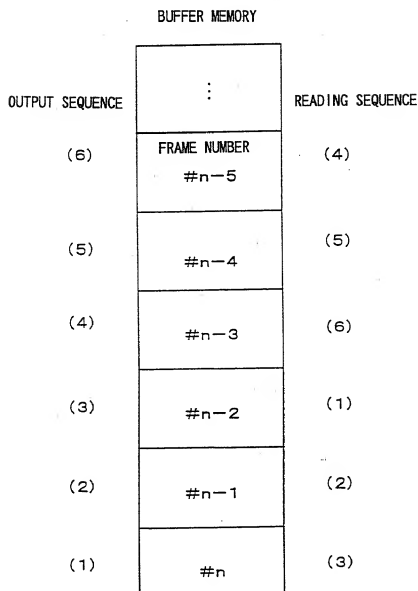 BUFFER MEMORY
⋮
OUTPUT SEQUENCE
READING SEQUENCE
(6) FRAME NUMBER (4)
#n−5
(5) #n−4 (5)
(4) #n−3 (6)
(3) #n−2 (1)
(2) #n−1 (2)
(1) #n (3)